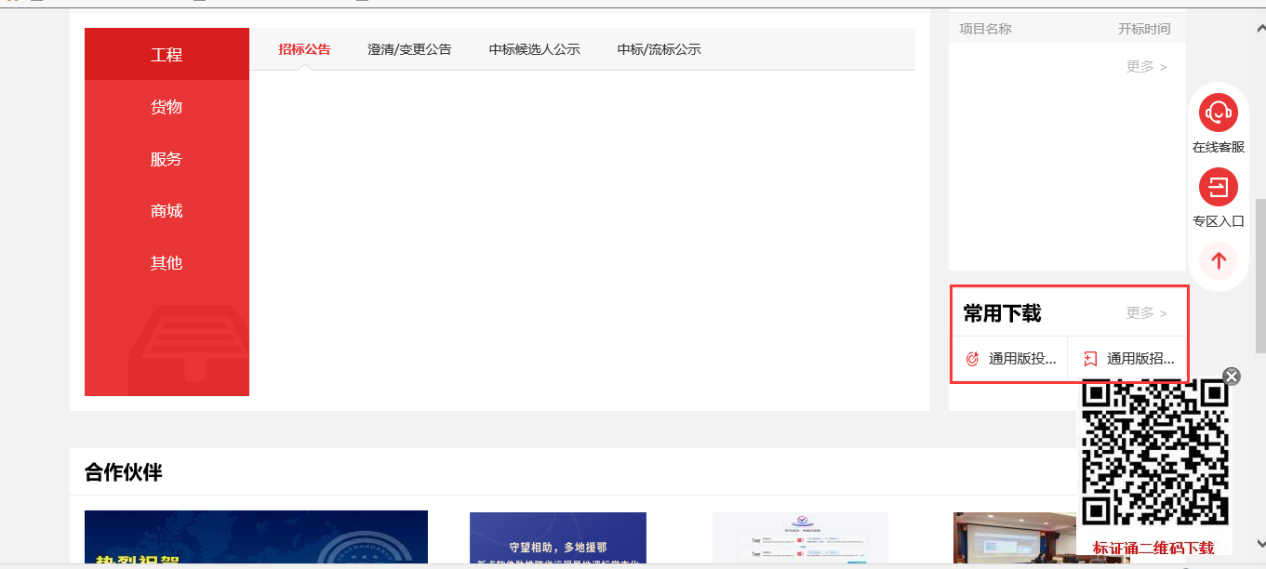 项目名称 开标时间
更多 >
工程
货物
服务
商城
其他
招标公告 澄清/变更公告 中标候选人公示 中标/流标公示
在线客服
专区入口
常用下载 更多 >
通用版投... 通用版招...
标证通二维码下载
合作伙伴
热烈祝贺
守望相助，多地援鄂